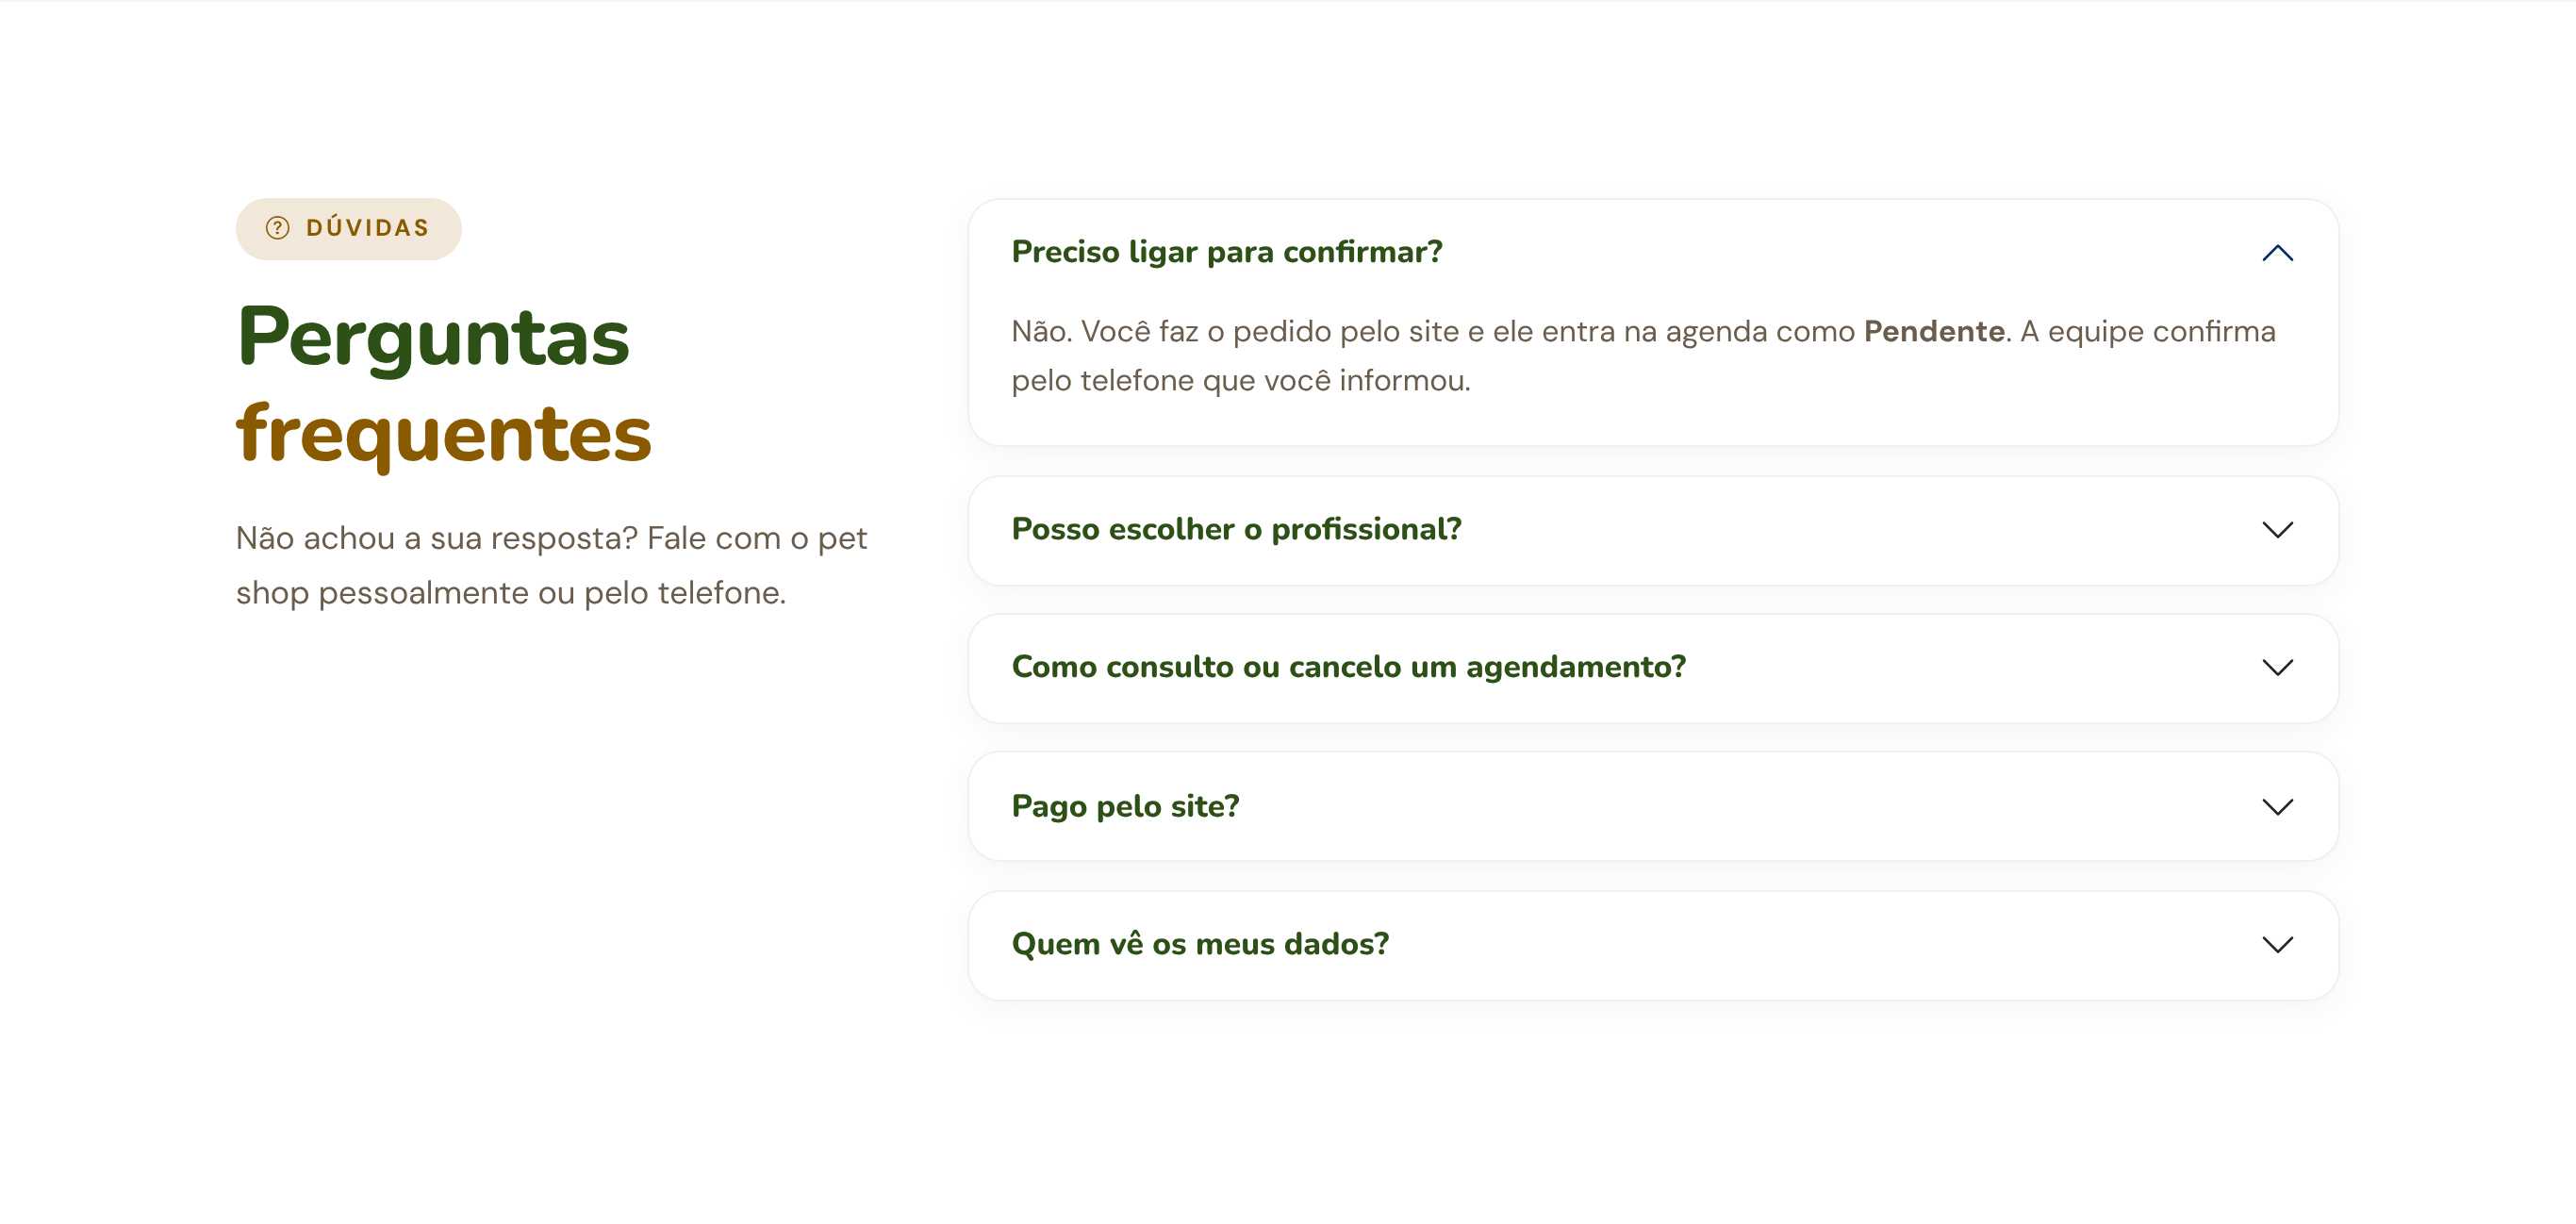 DÚVIDAS
Perguntas
frequentes
Não achou a sua resposta? Fale com o pet
shop pessoalmente ou pelo telefone.
Preciso ligar para confirmar?
Não. Você faz o pedido pelo site e ele entra na agenda como Pendente. A equipe confirma
pelo telefone que você informou.
Posso escolher o profissional?
Como consulto ou cancelo um agendamento?
Pago pelo site?
Quem vê os meus dados?